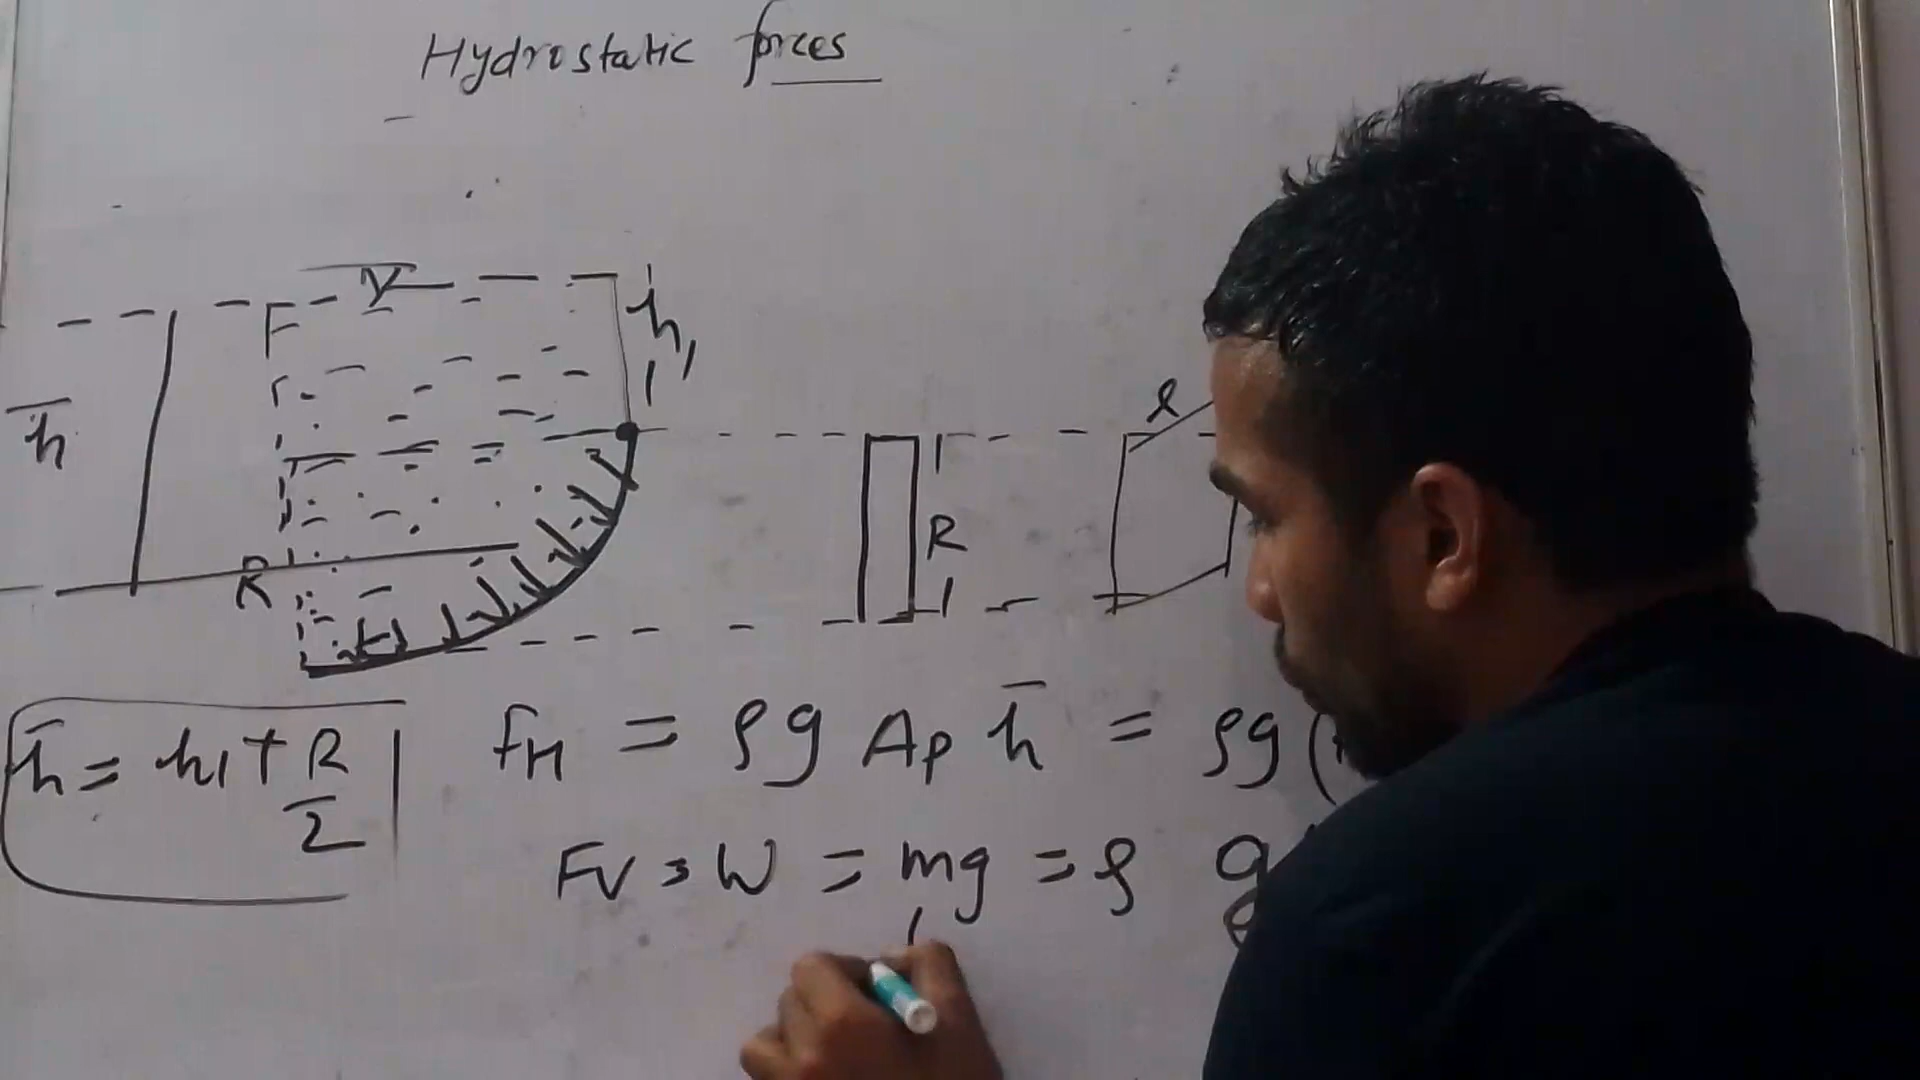 Hydrostatic forces
h1
h̄
l
R
R
h̄ = h1 + R/2
FH = ρg Ap h̄ = ρg (
FV = W = mg = ρ g